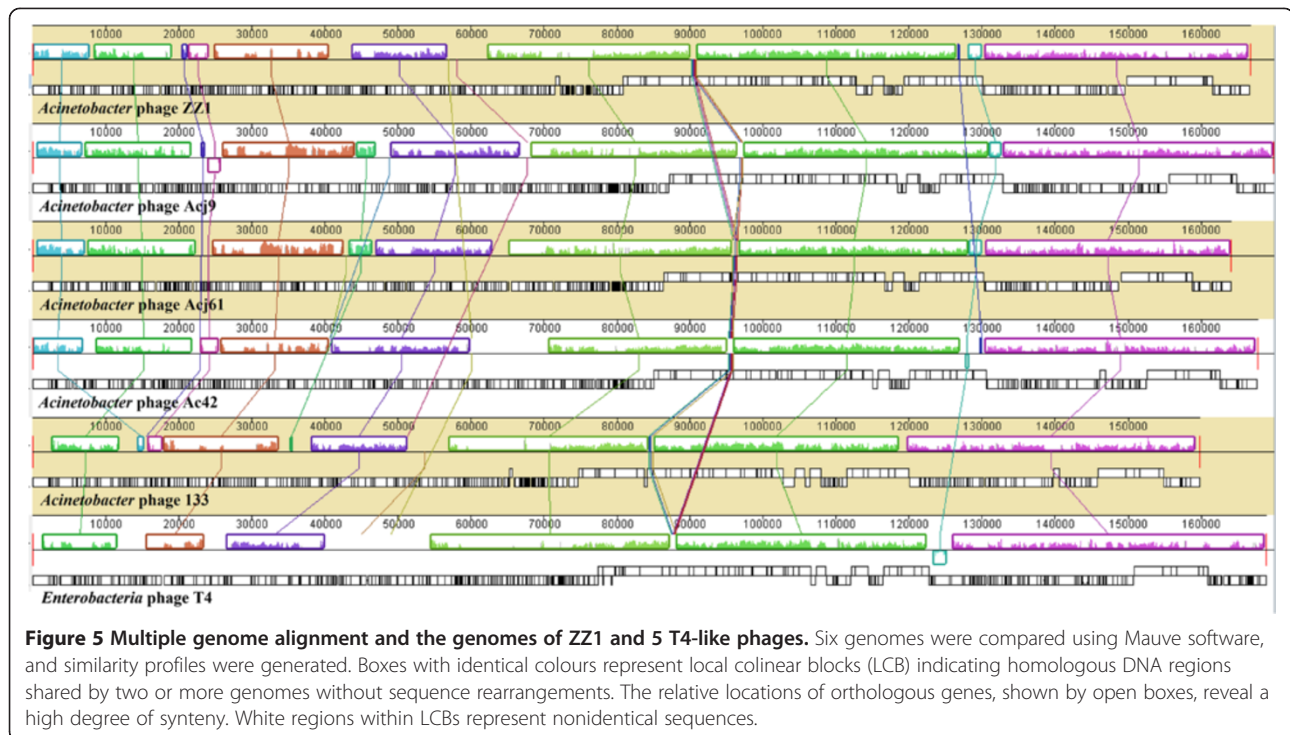 10000 20000 30000 40000 50000 60000 70000 80000 90000 100000 110000 120000 130000 140000 150000 160000
Acinetobacter phage ZZ1
10000 20000 30000 40000 50000 60000 70000 80000 90000 100000 110000 120000 130000 140000 150000 160000
Acinetobacter phage Acj9
10000 20000 30000 40000 50000 60000 70000 80000 90000 100000 110000 120000 130000 140000 150000 160000
Acinetobacter phage Acj61
10000 20000 30000 40000 50000 60000 70000 80000 90000 100000 110000 120000 130000 140000 150000 160000
Acinetobacter phage Ac42
10000 20000 30000 40000 50000 60000 70000 80000 90000 100000 110000 120000 130000 140000 150000 160000
Acinetobacter phage 133
10000 20000 30000 40000 50000 60000 70000 80000 90000 100000 110000 120000 130000 140000 150000 160000
Enterobacteria phage T4
Figure 5 Multiple genome alignment and the genomes of ZZ1 and 5 T4-like phages. Six genomes were compared using Mauve software,
and similarity profiles were generated. Boxes with identical colours represent local colinear blocks (LCB) indicating homologous DNA regions
shared by two or more genomes without sequence rearrangements. The relative locations of orthologous genes, shown by open boxes, reveal a
high degree of synteny. White regions within LCBs represent nonidentical sequences.